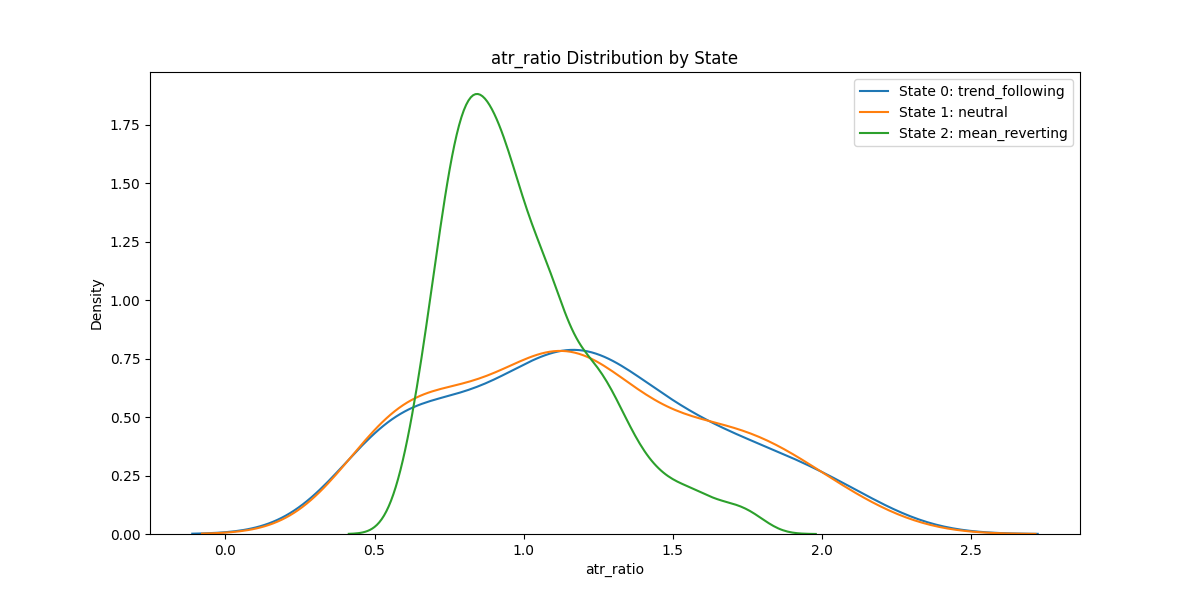 atr_ratio Distribution by State
State 0: trend_following
State 1: neutral
State 2: mean_reverting
Density
1.75
1.50
1.25
1.00
0.75
0.50
0.25
0.00
0.0 0.5 1.0 1.5 2.0 2.5
atr_ratio